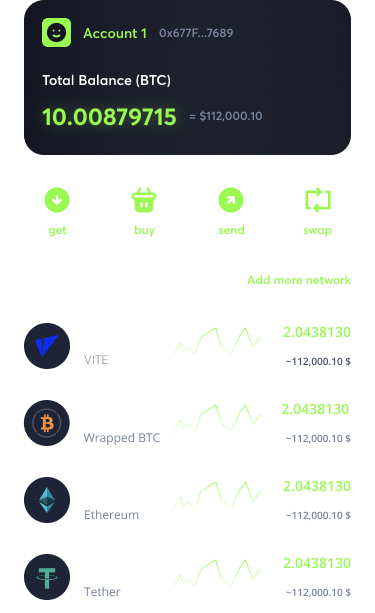 Account 1 0x677F...7689
Total Balance (BTC)
10.00879715 ≈ $112,000.10
get buy send swap
Add more network
2.0438130
VITE ~112,000.10 $
2.0438130
Wrapped BTC ~112,000.10 $
2.0438130
Ethereum ~112,000.10 $
2.0438130
Tether ~112,000.10 $